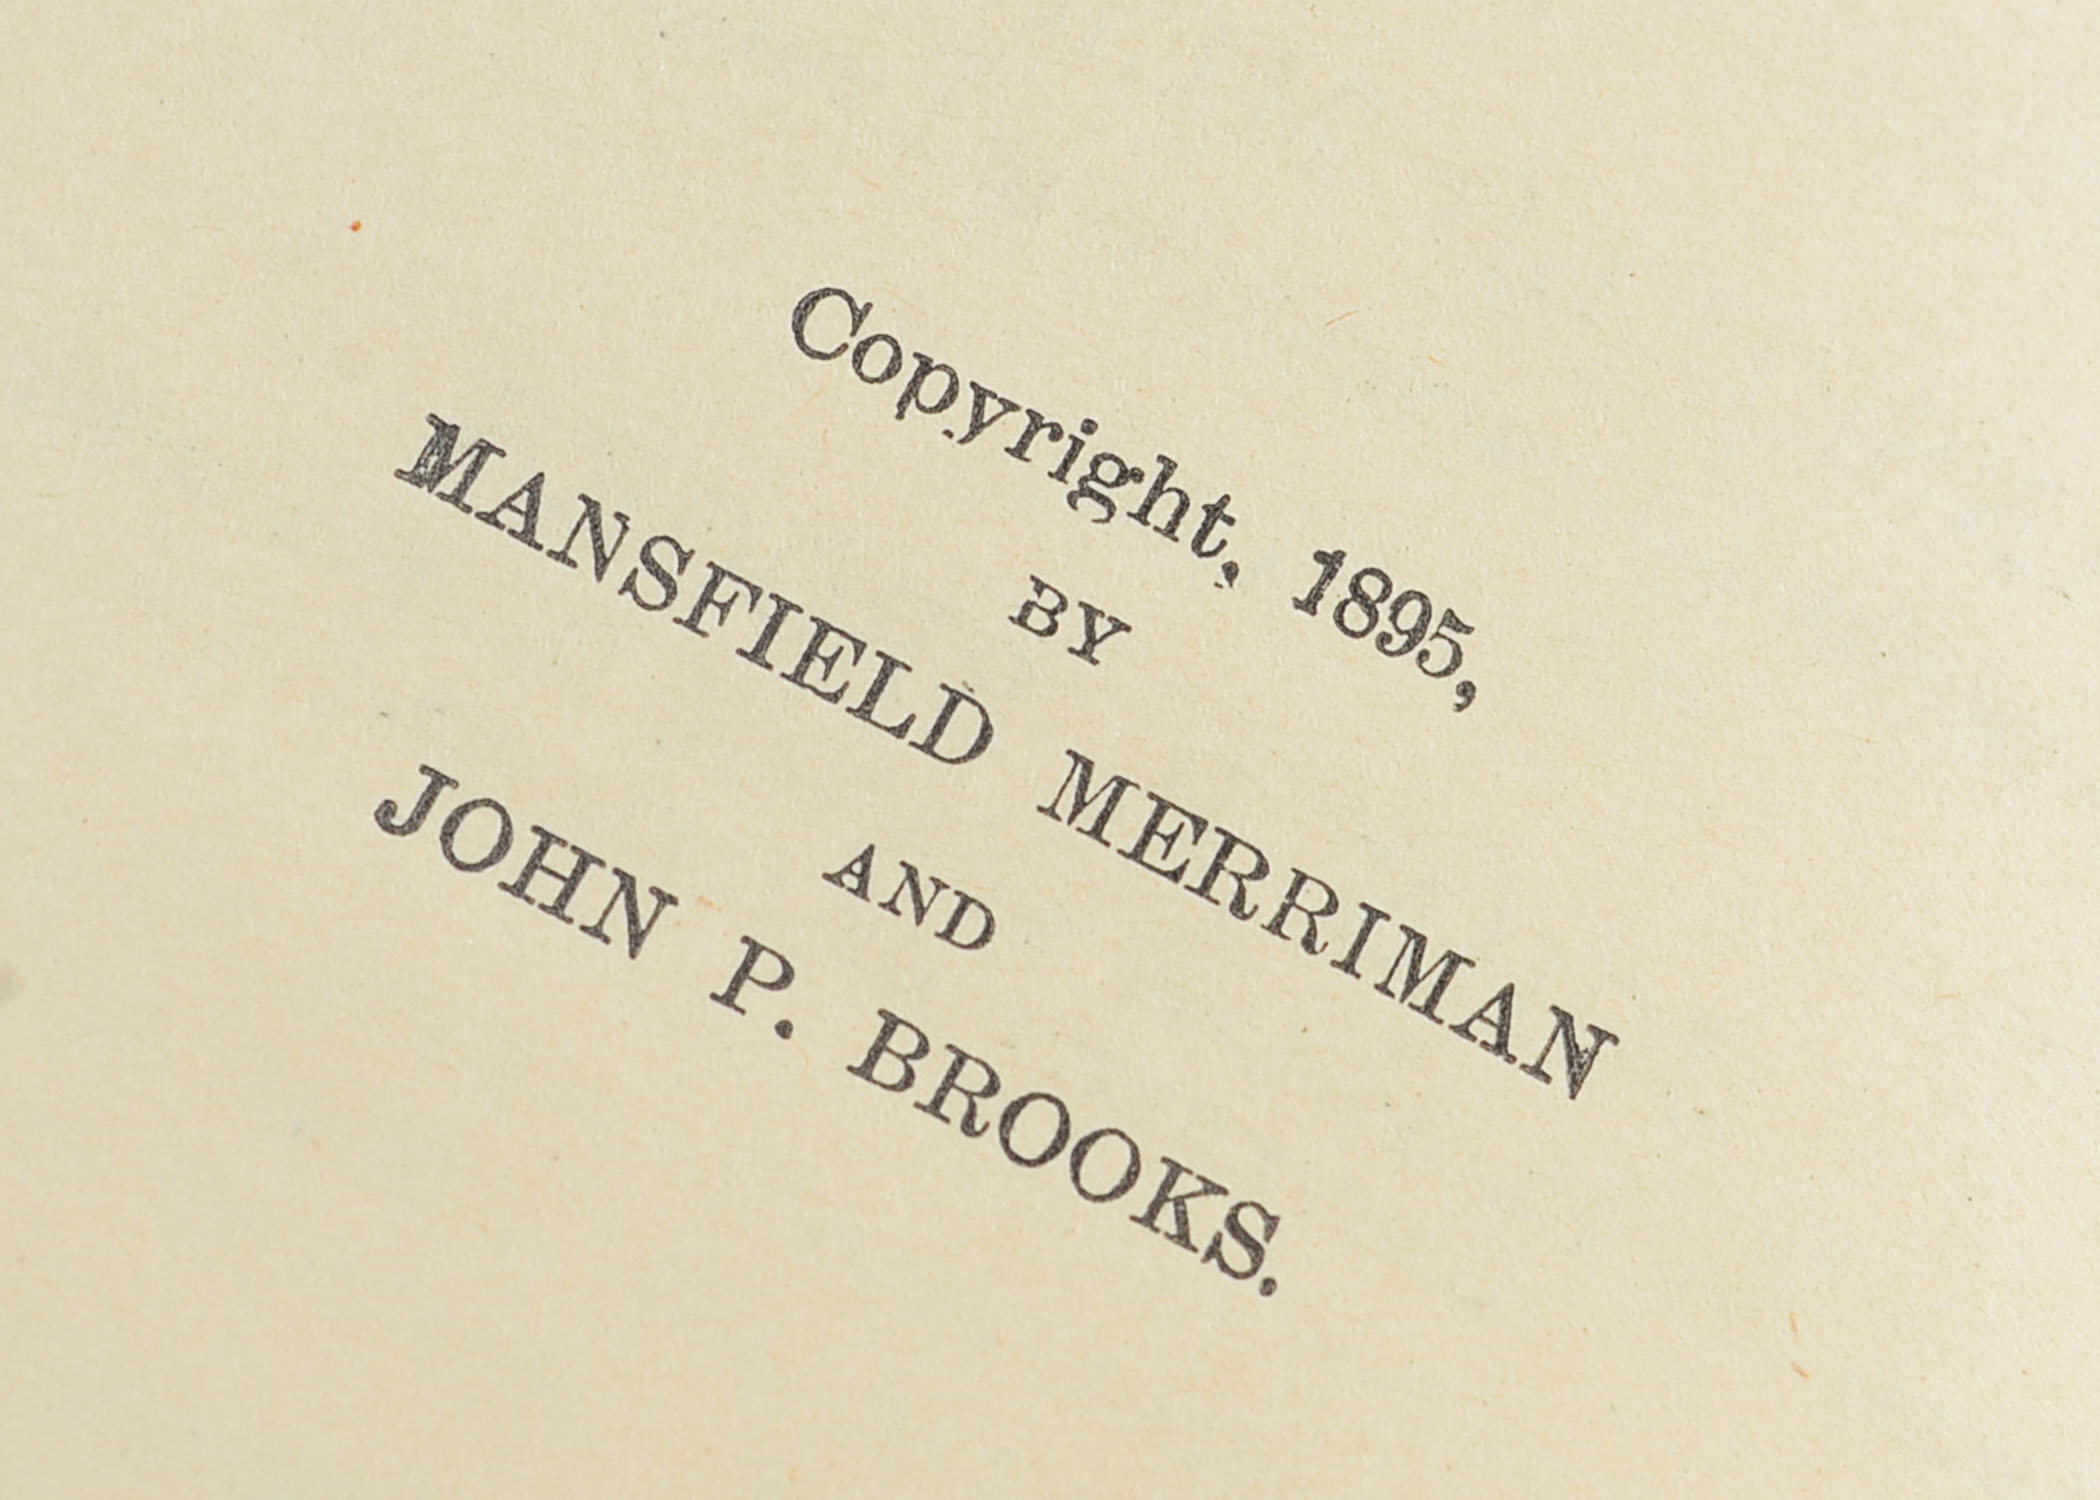 Copyright, 1895,
BY
MANSFIELD MERRIMAN
AND
JOHN P. BROOKS.